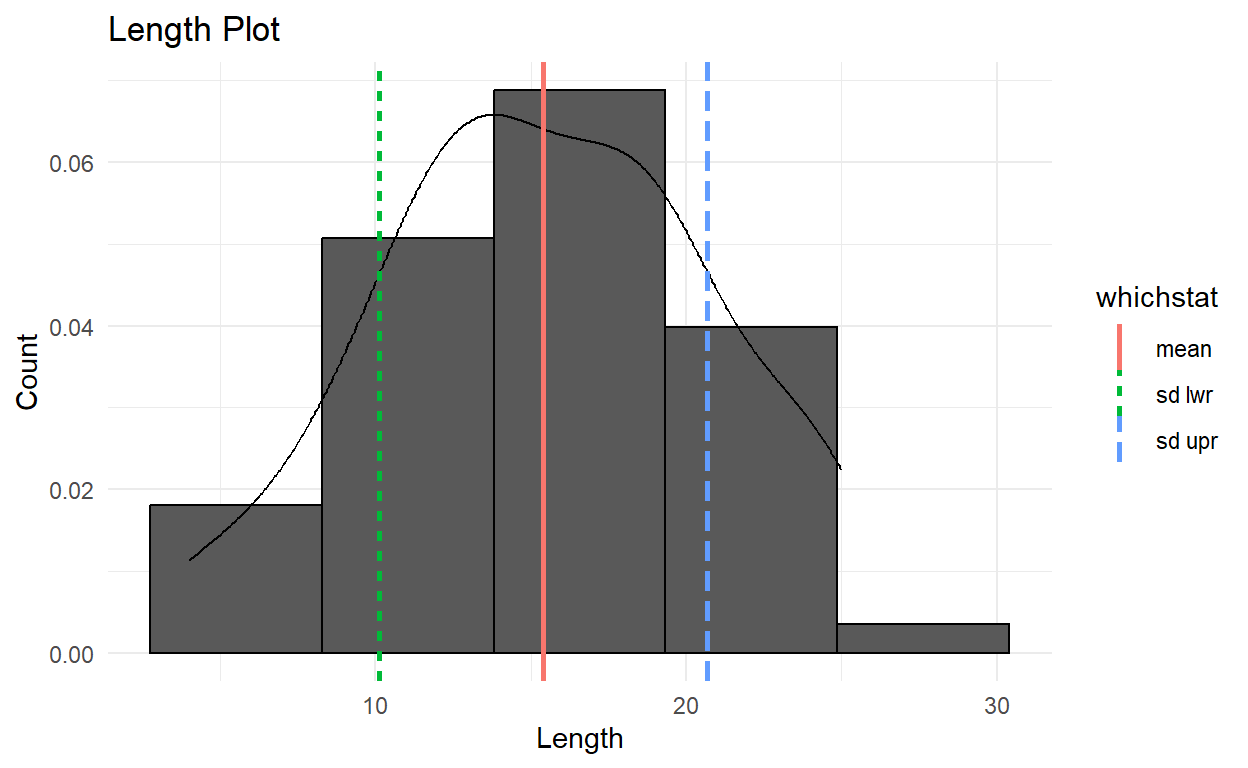 Length Plot
Count
0.06
0.04
0.02
0.00
10 20 30
Length
whichstat
mean
sd lwr
sd upr